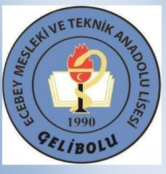 ECEBEY MESLEKİ VE TEKNİK ANADOLU LİSESİ
1990
GELİBOLU